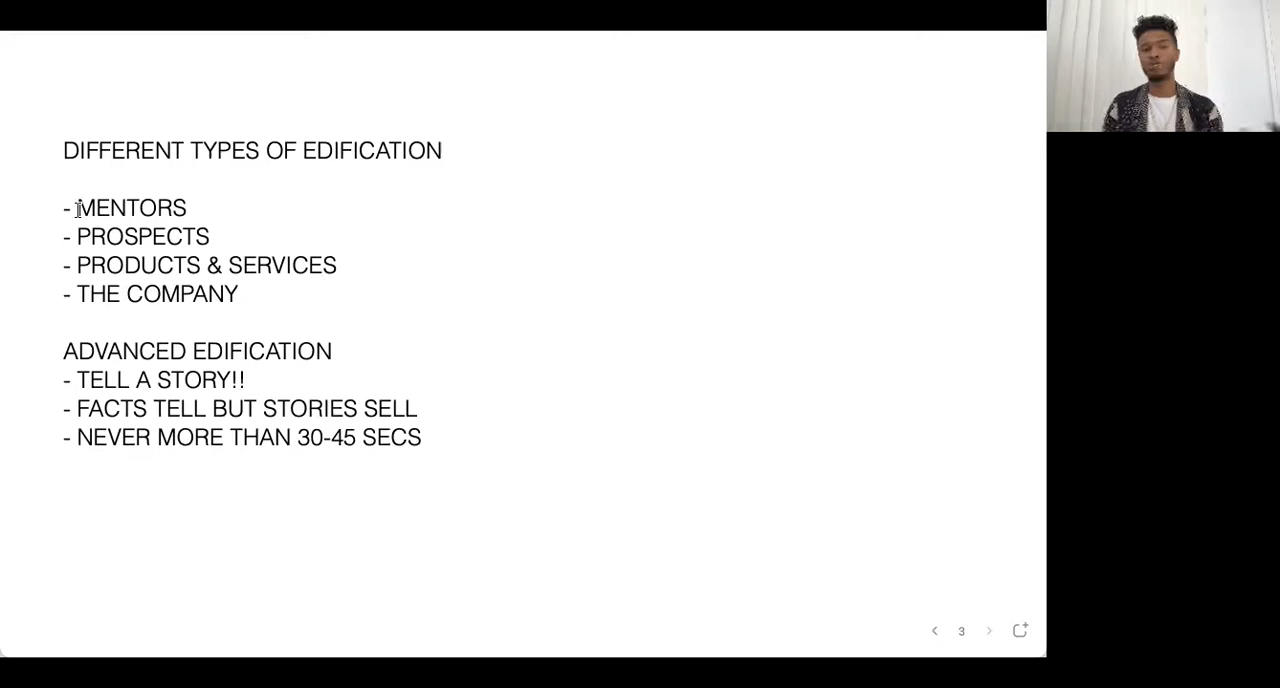 DIFFERENT TYPES OF EDIFICATION
- MENTORS
- PROSPECTS
- PRODUCTS & SERVICES
- THE COMPANY
ADVANCED EDIFICATION
- TELL A STORY!!
- FACTS TELL BUT STORIES SELL
- NEVER MORE THAN 30-45 SECS
3